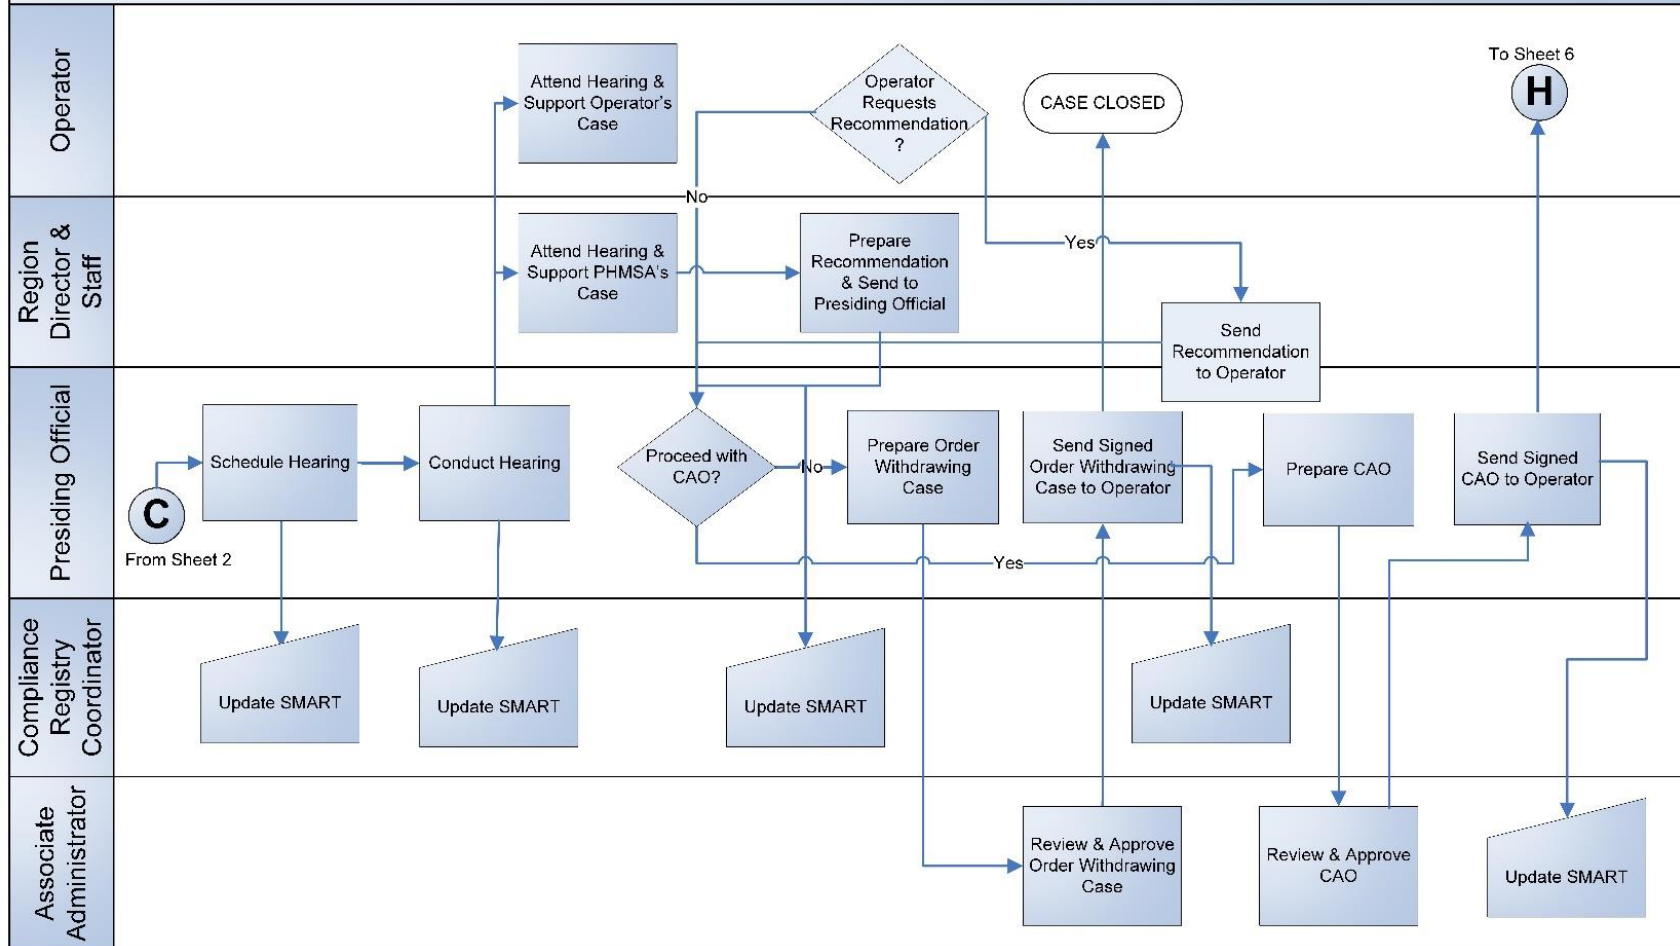 Operator
Attend Hearing &
Support Operator's
Case
Operator
Requests
Recommendation
?
CASE CLOSED
To Sheet 6
H
No
Region
Director &
Staff
Attend Hearing &
Support PHMSA's
Case
Prepare
Recommendation
& Send to
Presiding Official
Yes
Send
Recommendation
to Operator
Presiding Official
C
From Sheet 2
Schedule Hearing
Conduct Hearing
Proceed with
CAO?
No
Prepare Order
Withdrawing
Case
Send Signed
Order Withdrawing
Case to Operator
Prepare CAO
Send Signed
CAO to Operator
Yes
Compliance
Registry
Coordinator
Update SMART
Update SMART
Update SMART
Update SMART
Associate
Administrator
Review & Approve
Order Withdrawing
Case
Review & Approve
CAO
Update SMART